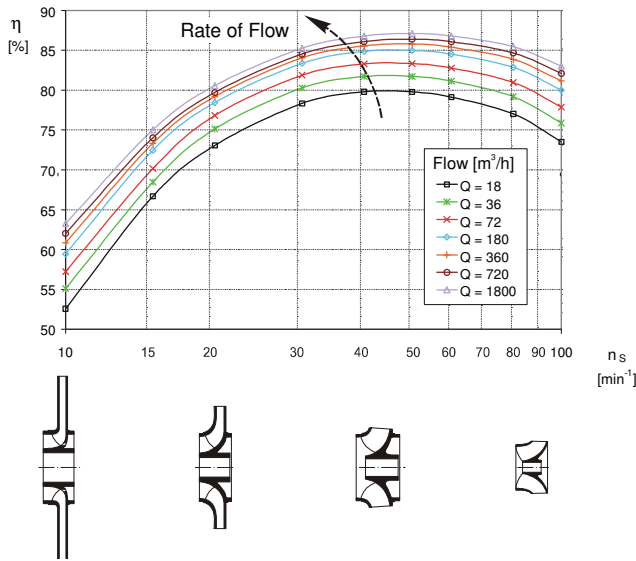 η
[%]
90
85
80
75
70
65
60
55
50
Rate of Flow
Flow [m³/h]
Q = 18
Q = 36
Q = 72
Q = 180
Q = 360
Q = 720
Q = 1800
10 15 20 30 40 50 60 70 80 90 100
n s
[min⁻¹]